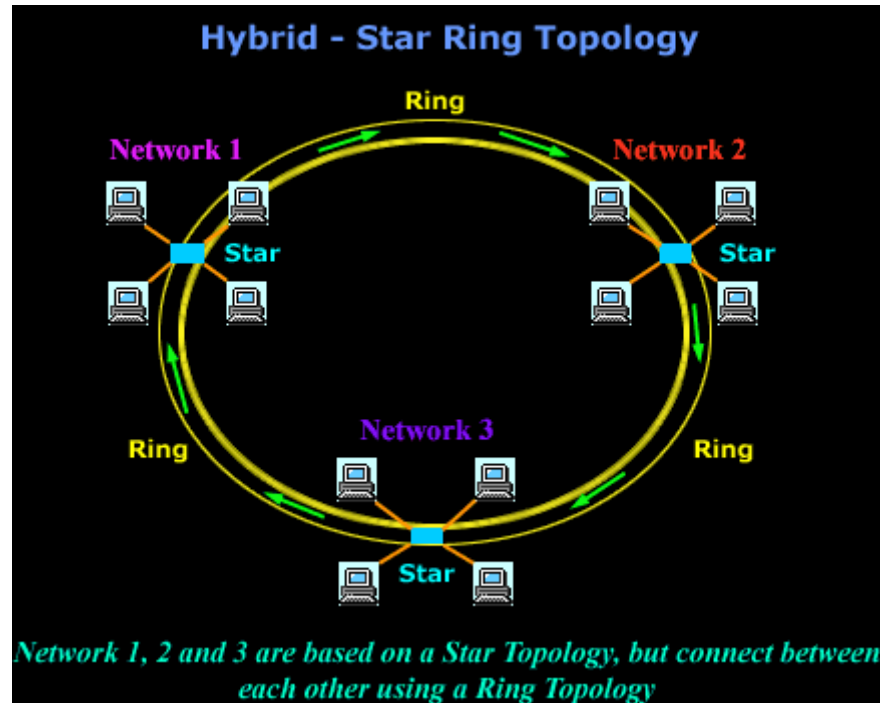 Hybrid - Star Ring Topology
Ring
Network 1
Network 2
Star
Star
Network 3
Ring
Ring
Star
Network 1, 2 and 3 are based on a Star Topology, but connect between
each other using a Ring Topology